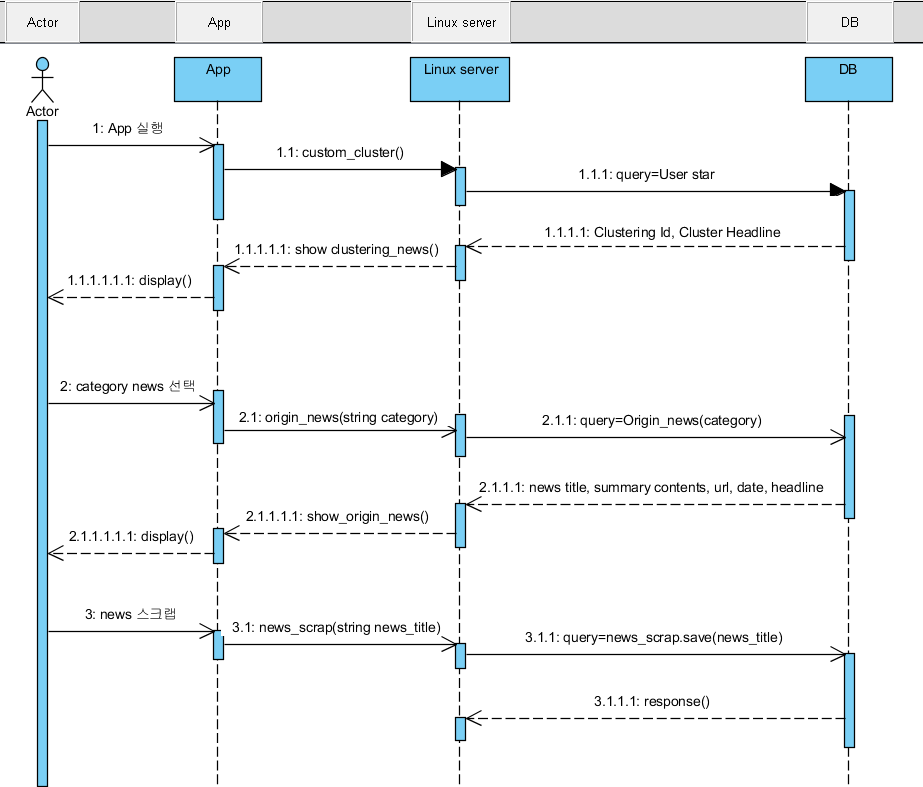 Actor
App
Linux server
DB
App
Linux server
DB
Actor
1: App 실행
1.1: custom_cluster()
1.1.1: query=User star
1.1.1.1: Clustering Id, Cluster Headline
1.1.1.1.1: show clustering_news()
1.1.1.1.1.1: display()
2: category news 선택
2.1: origin_news(string category)
2.1.1: query=Origin_news(category)
2.1.1.1: news title, summary contents, url, date, headline
2.1.1.1.1: show_origin_news()
2.1.1.1.1.1: display()
3: news 스크랩
3.1: news_scrap(string news_title)
3.1.1: query=news_scrap.save(news_title)
3.1.1.1: response()